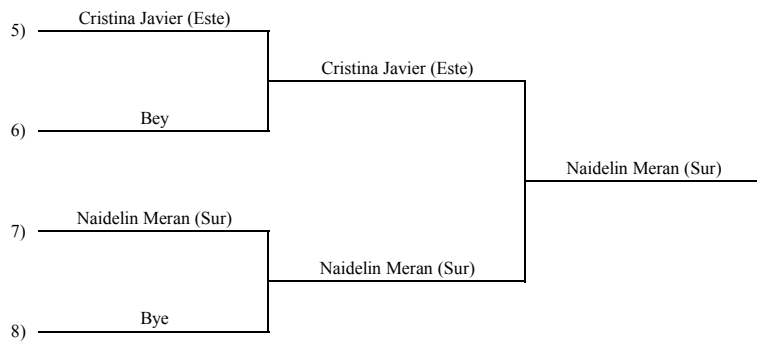 5) Cristina Javier (Este)
Cristina Javier (Este)
6) Bey
Naidelin Meran (Sur)
7) Naidelin Meran (Sur)
Naidelin Meran (Sur)
8) Bye